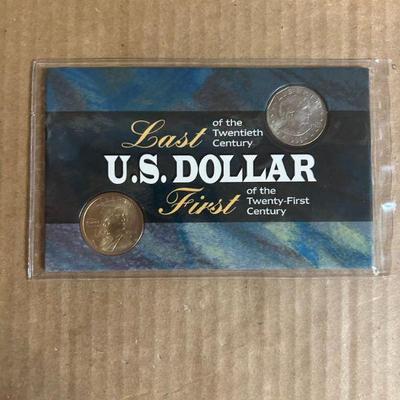 Last of the
Twentieth
Century
U.S. DOLLAR
First of the
Twenty-First
Century